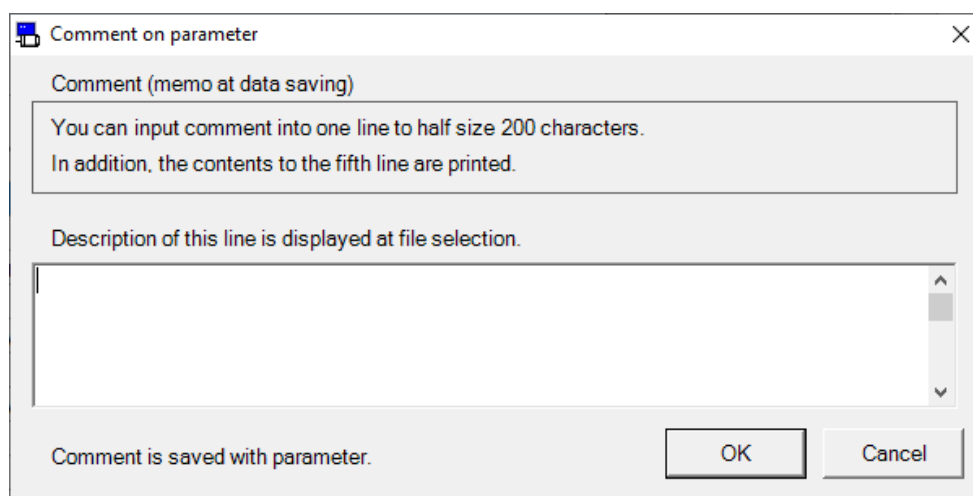 Comment on parameter
Comment (memo at data saving)
You can input comment into one line to half size 200 characters.
In addition, the contents to the fifth line are printed.
Description of this line is displayed at file selection.
Comment is saved with parameter.
OK
Cancel